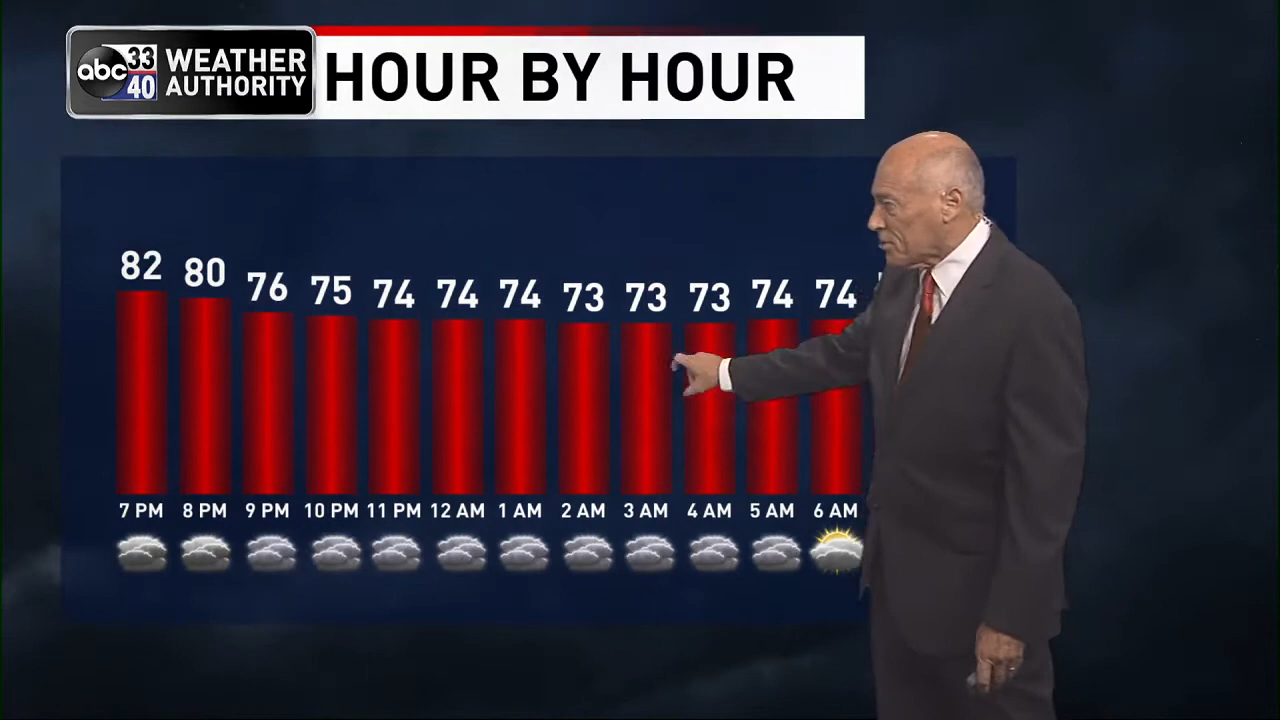 abc 33 40
WEATHER
AUTHORITY
HOUR BY HOUR
82 80 76 75 74 74 74 73 73 73 74 74
7 PM 8 PM 9 PM 10 PM 11 PM 12 AM 1 AM 2 AM 3 AM 4 AM 5 AM 6 AM